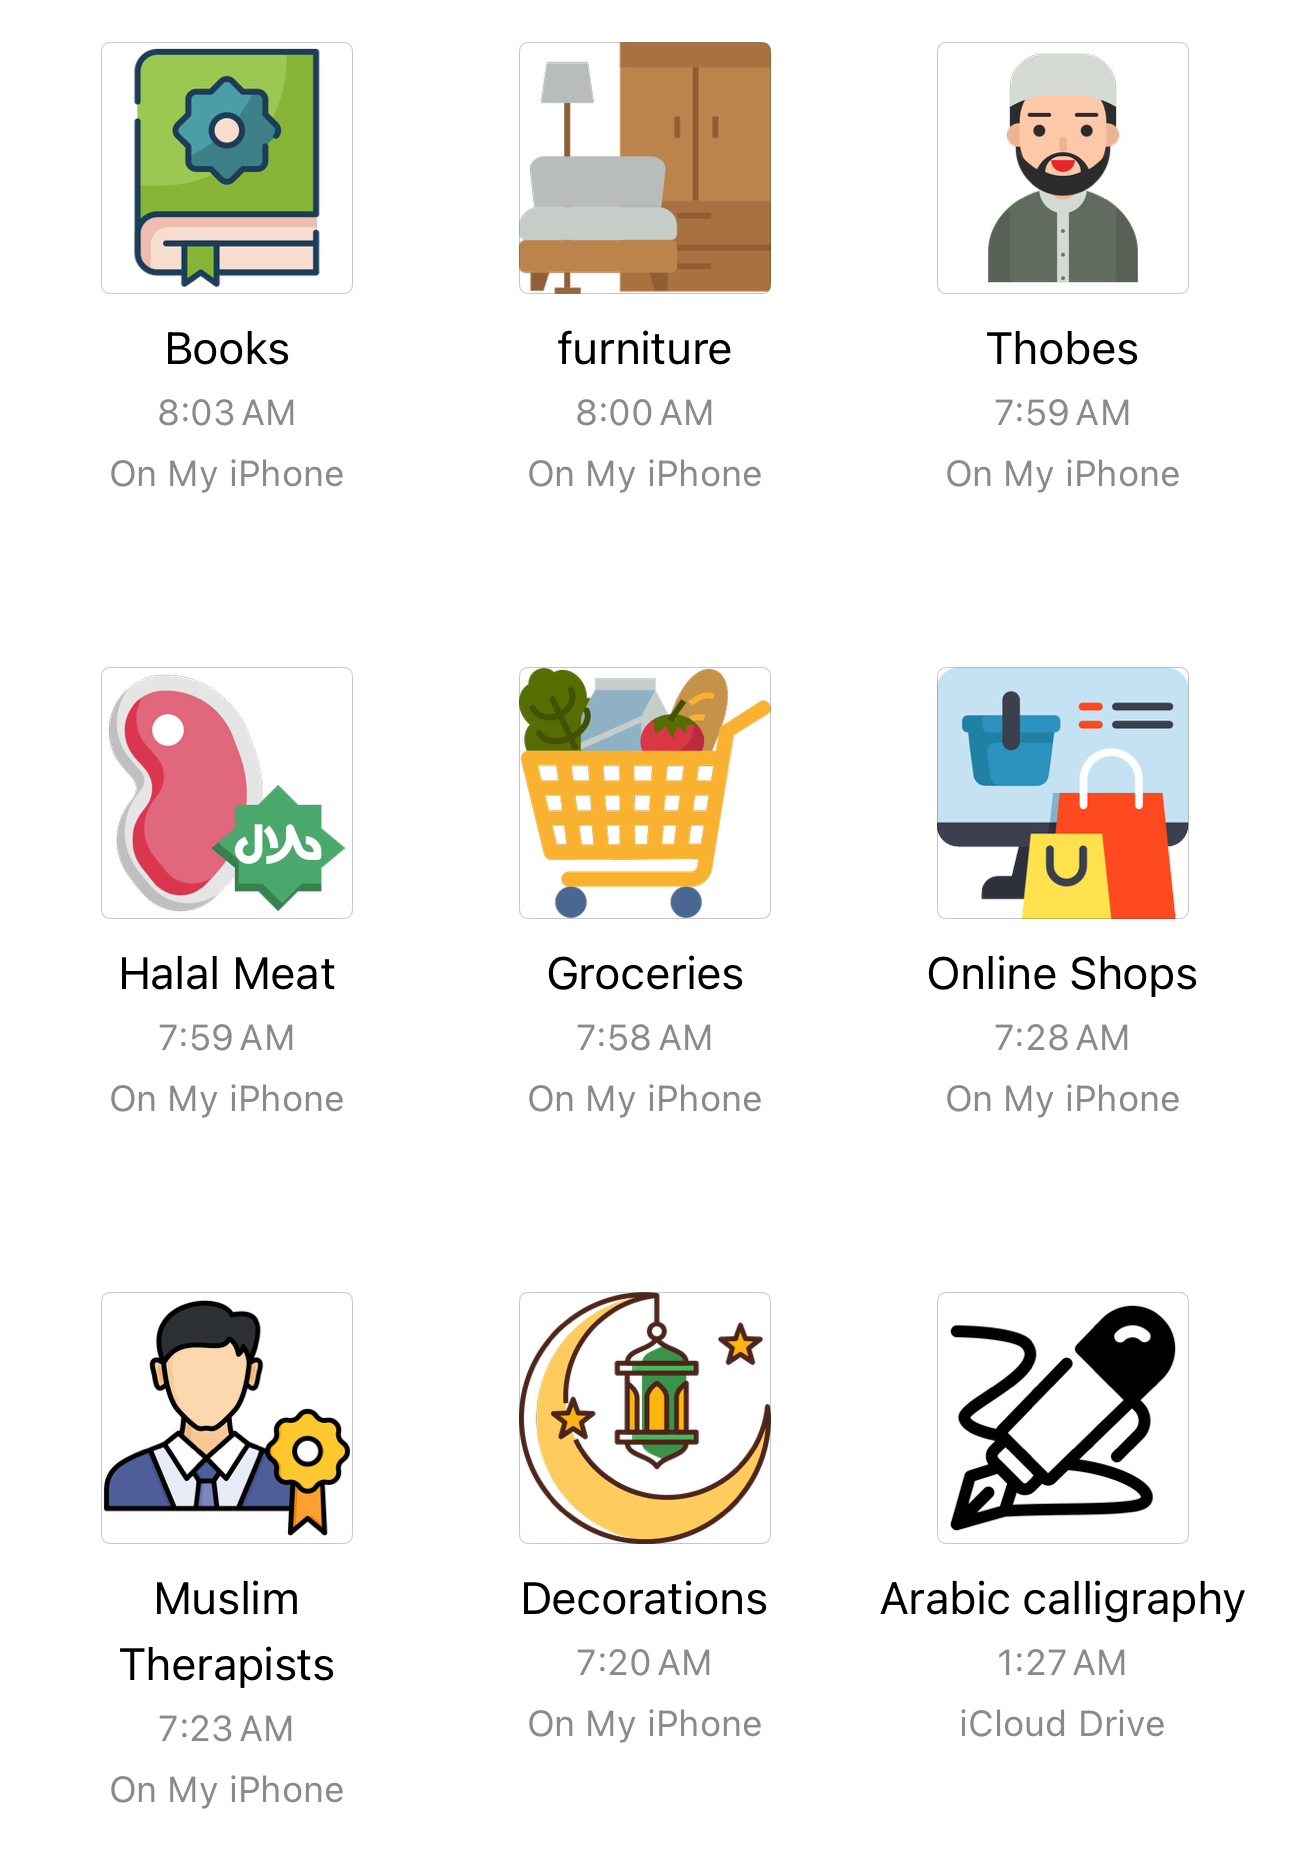 Books
8:03 AM
On My iPhone
furniture
8:00 AM
On My iPhone
Thobes
7:59 AM
On My iPhone
حلال
Halal Meat
7:59 AM
On My iPhone
Groceries
7:58 AM
On My iPhone
Online Shops
7:28 AM
On My iPhone
Muslim
Therapists
7:23 AM
On My iPhone
Decorations
7:20 AM
On My iPhone
Arabic calligraphy
1:27 AM
iCloud Drive